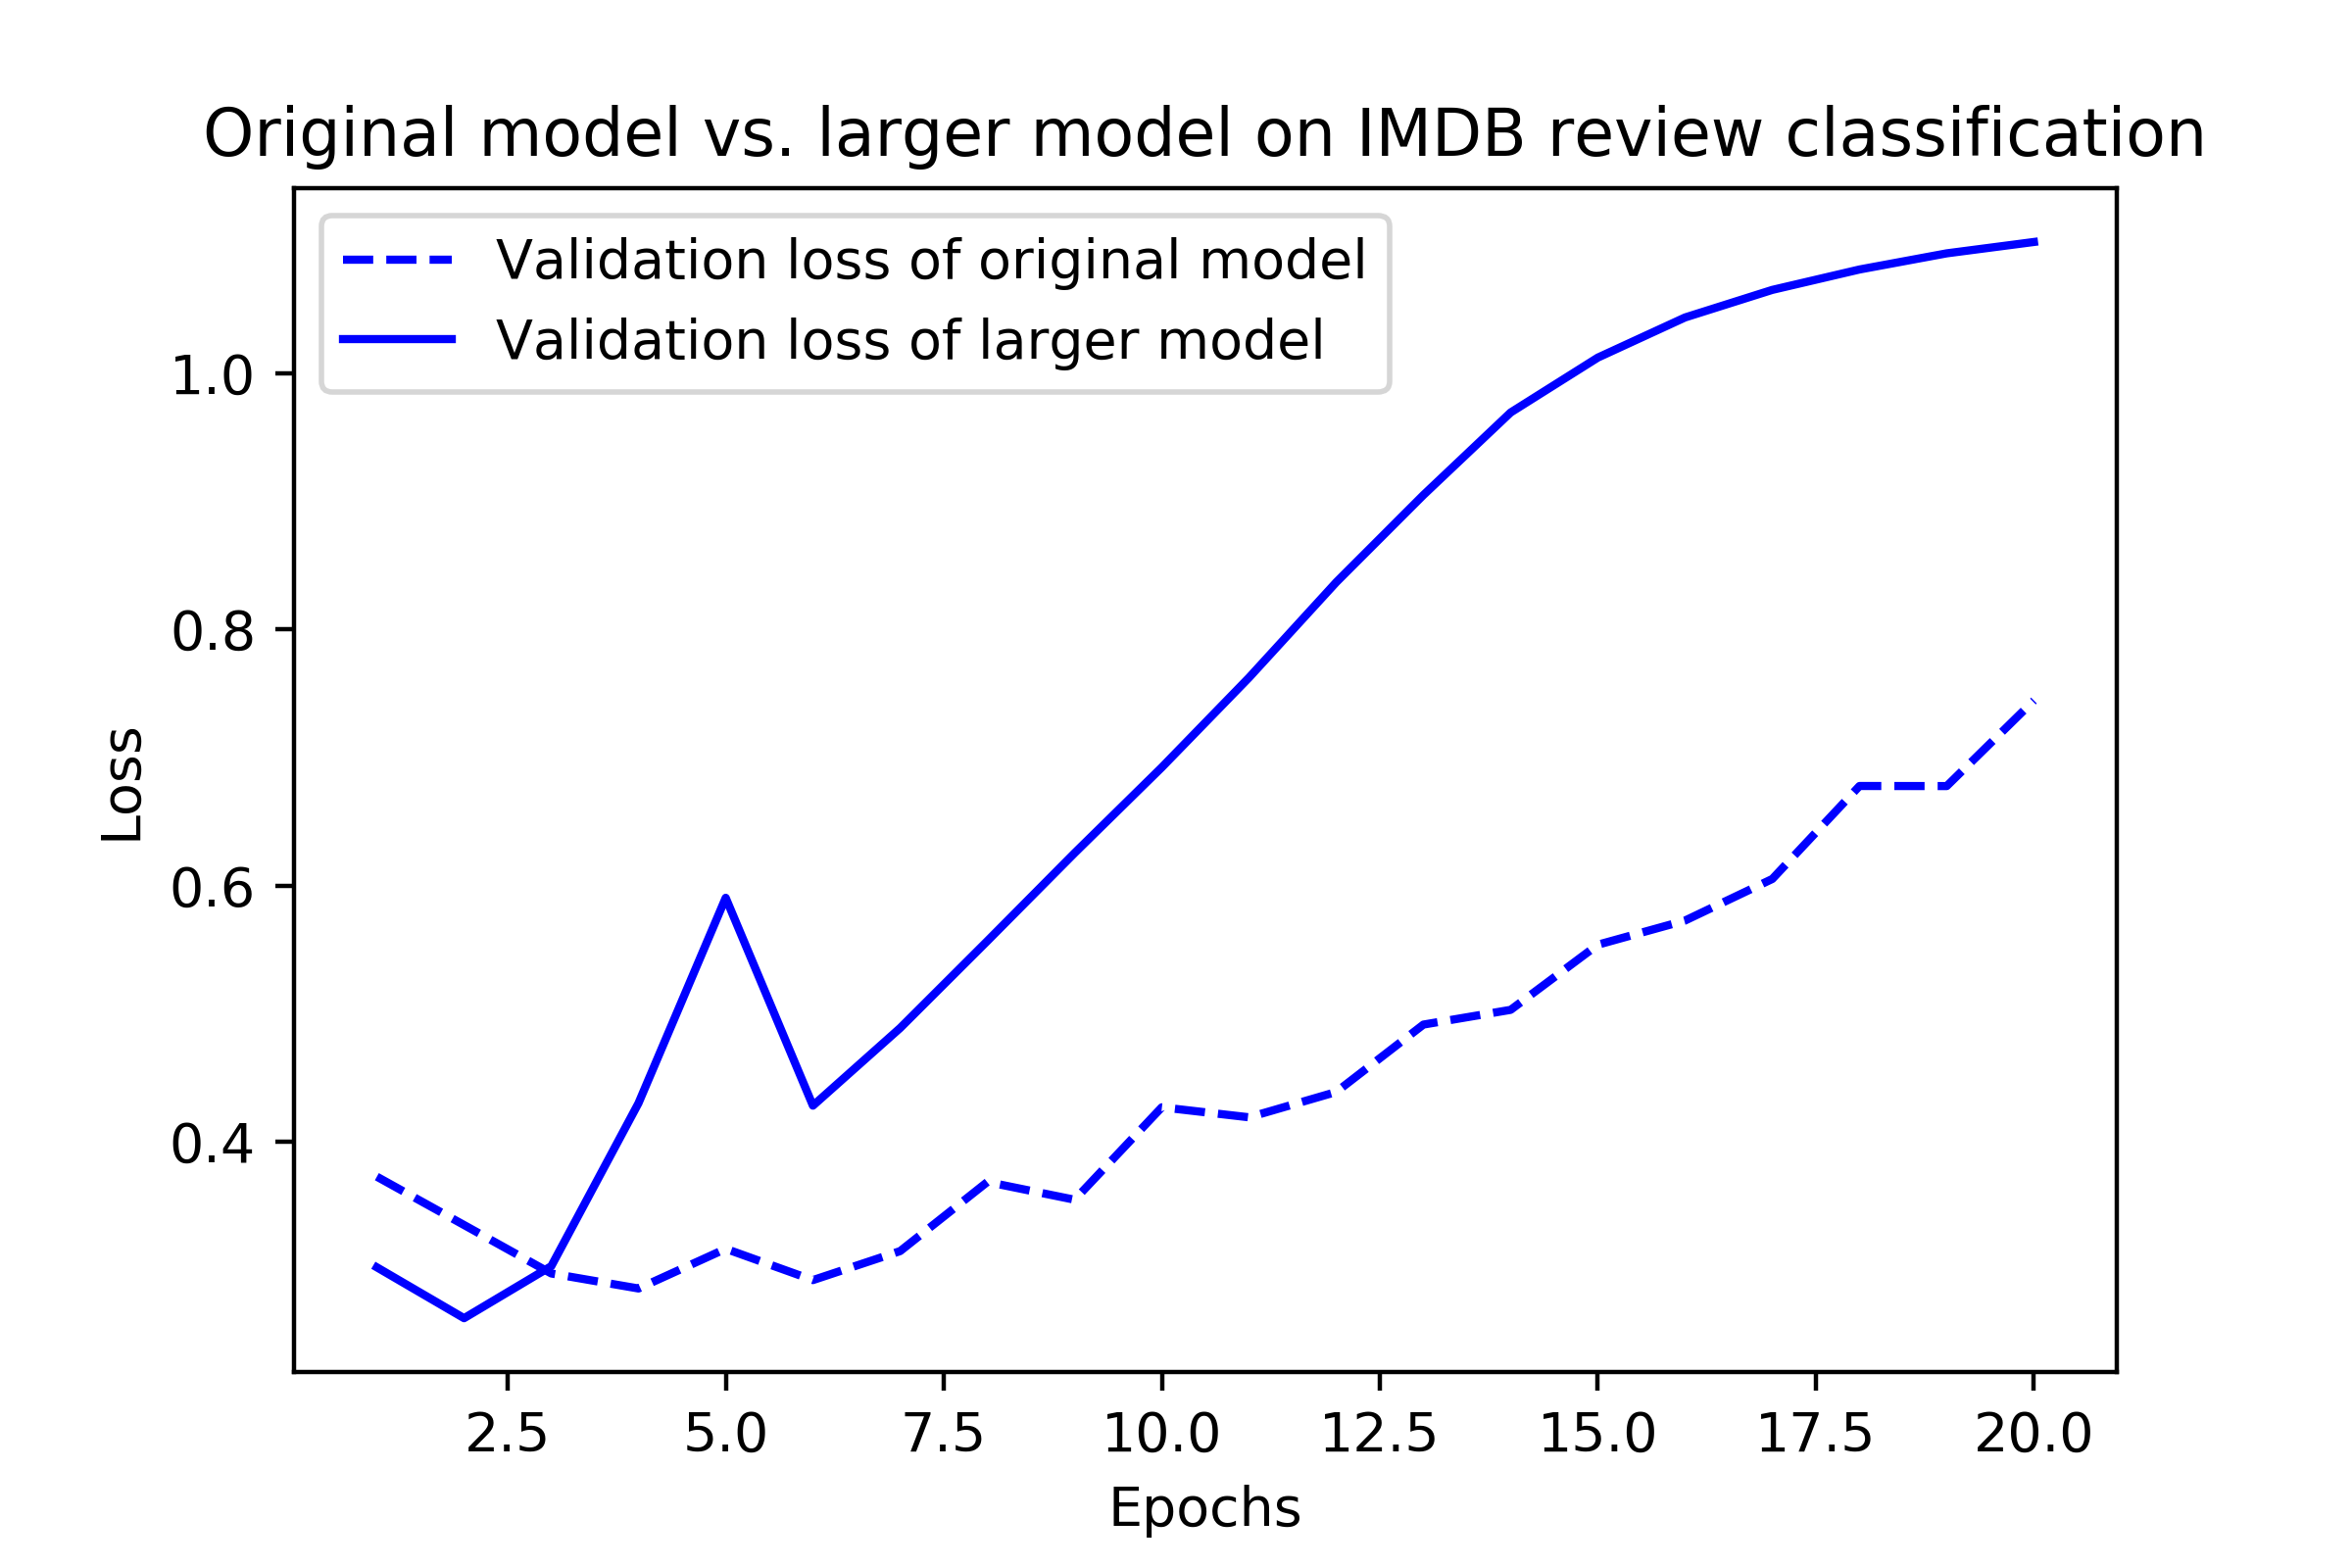 Original model vs. larger model on IMDB review classification
Validation loss of original model
Validation loss of larger model
1.0
0.8
0.6
0.4
Loss
2.5 5.0 7.5 10.0 12.5 15.0 17.5 20.0
Epochs